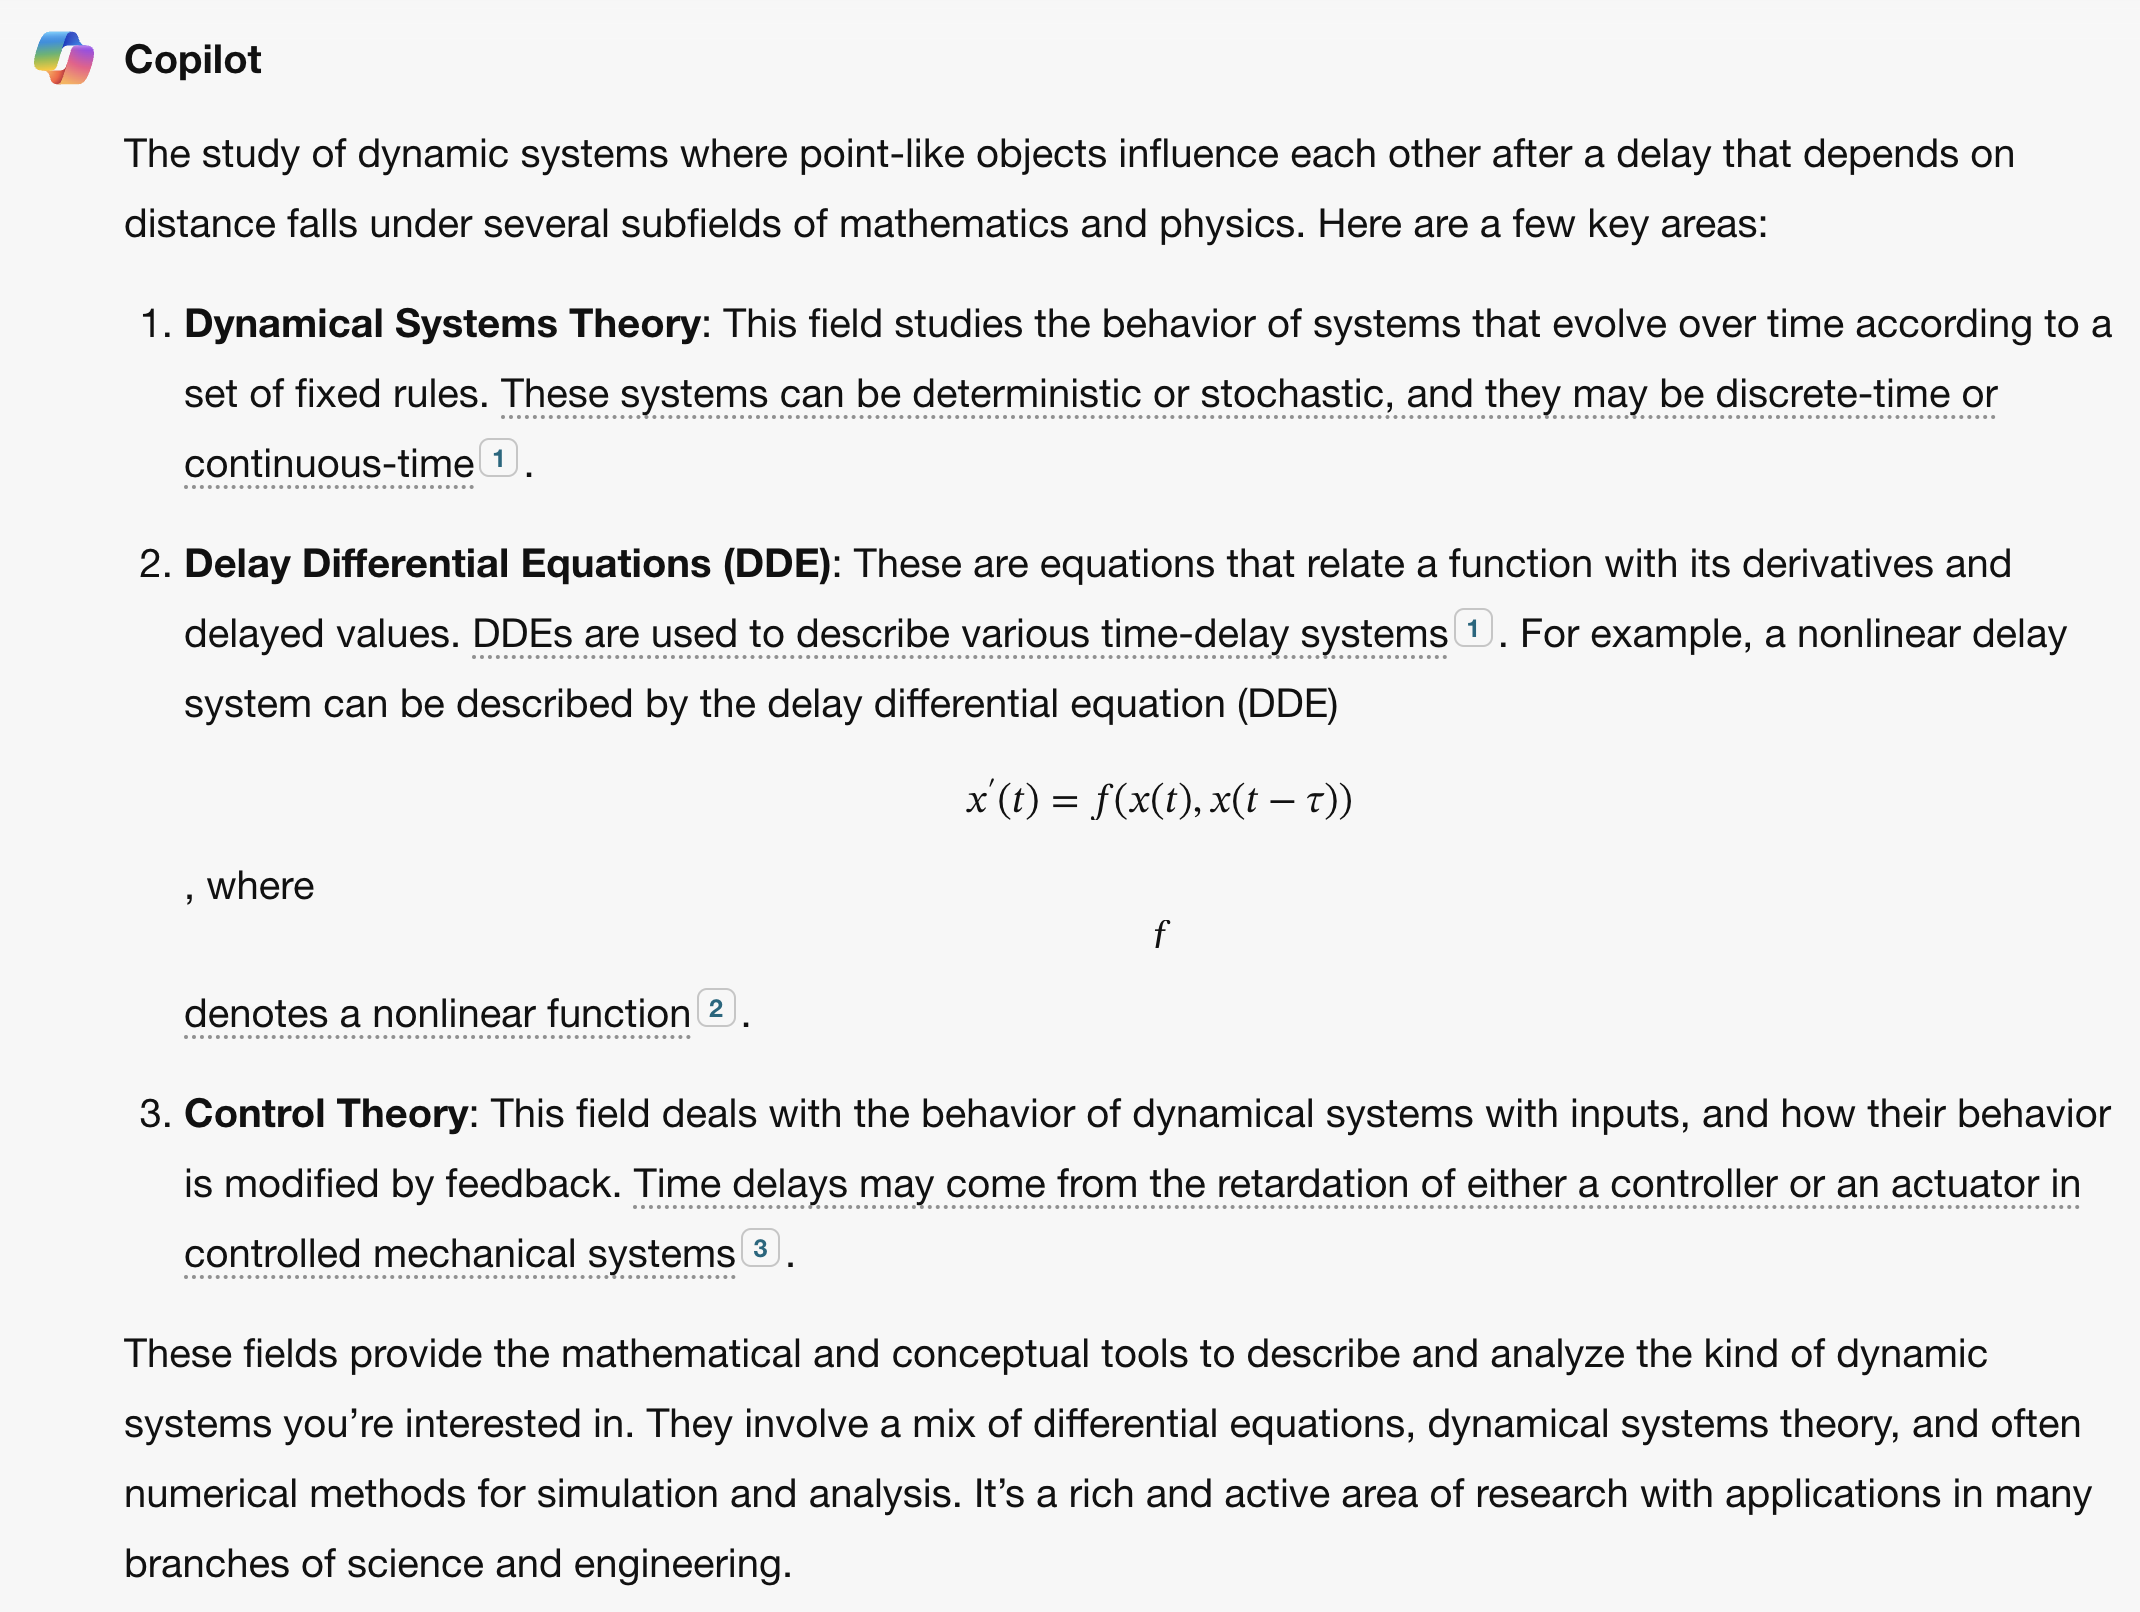 Copilot
The study of dynamic systems where point-like objects influence each other after a delay that depends on
distance falls under several subfields of mathematics and physics. Here are a few key areas:
1. Dynamical Systems Theory: This field studies the behavior of systems that evolve over time according to a
set of fixed rules. These systems can be deterministic or stochastic, and they may be discrete-time or
continuous-time 1 .
2. Delay Differential Equations (DDE): These are equations that relate a function with its derivatives and
delayed values. DDEs are used to describe various time-delay systems 1 . For example, a nonlinear delay
system can be described by the delay differential equation (DDE)
x′(t) = f(x(t), x(t − τ))
, where
f
denotes a nonlinear function 2 .
3. Control Theory: This field deals with the behavior of dynamical systems with inputs, and how their behavior
is modified by feedback. Time delays may come from the retardation of either a controller or an actuator in
controlled mechanical systems 3 .
These fields provide the mathematical and conceptual tools to describe and analyze the kind of dynamic
systems you’re interested in. They involve a mix of differential equations, dynamical systems theory, and often
numerical methods for simulation and analysis. It’s a rich and active area of research with applications in many
branches of science and engineering.